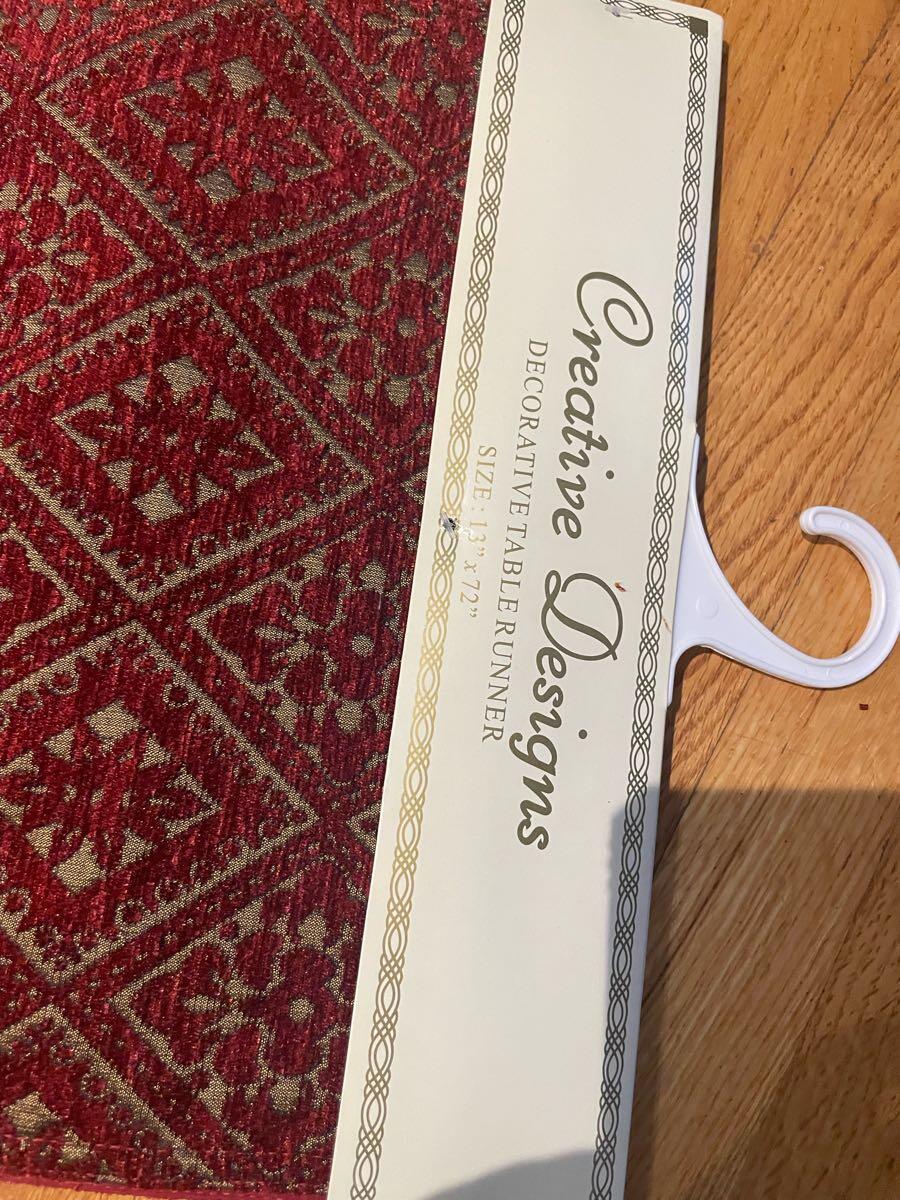 Creative Designs
DECORATIVE TABLE RUNNER
SIZE : 13” x 72”